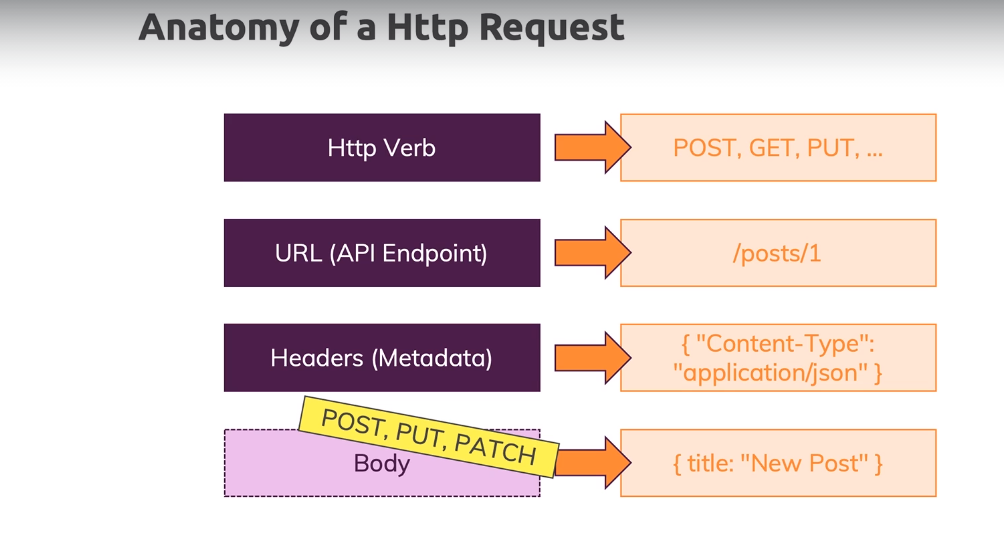 Anatomy of a Http Request
Http Verb
POST, GET, PUT, ...
URL (API Endpoint)
/posts/1
Headers (Metadata)
{ "Content-Type":
"application/json" }
POST, PUT, PATCH
Body
{ title: "New Post" }